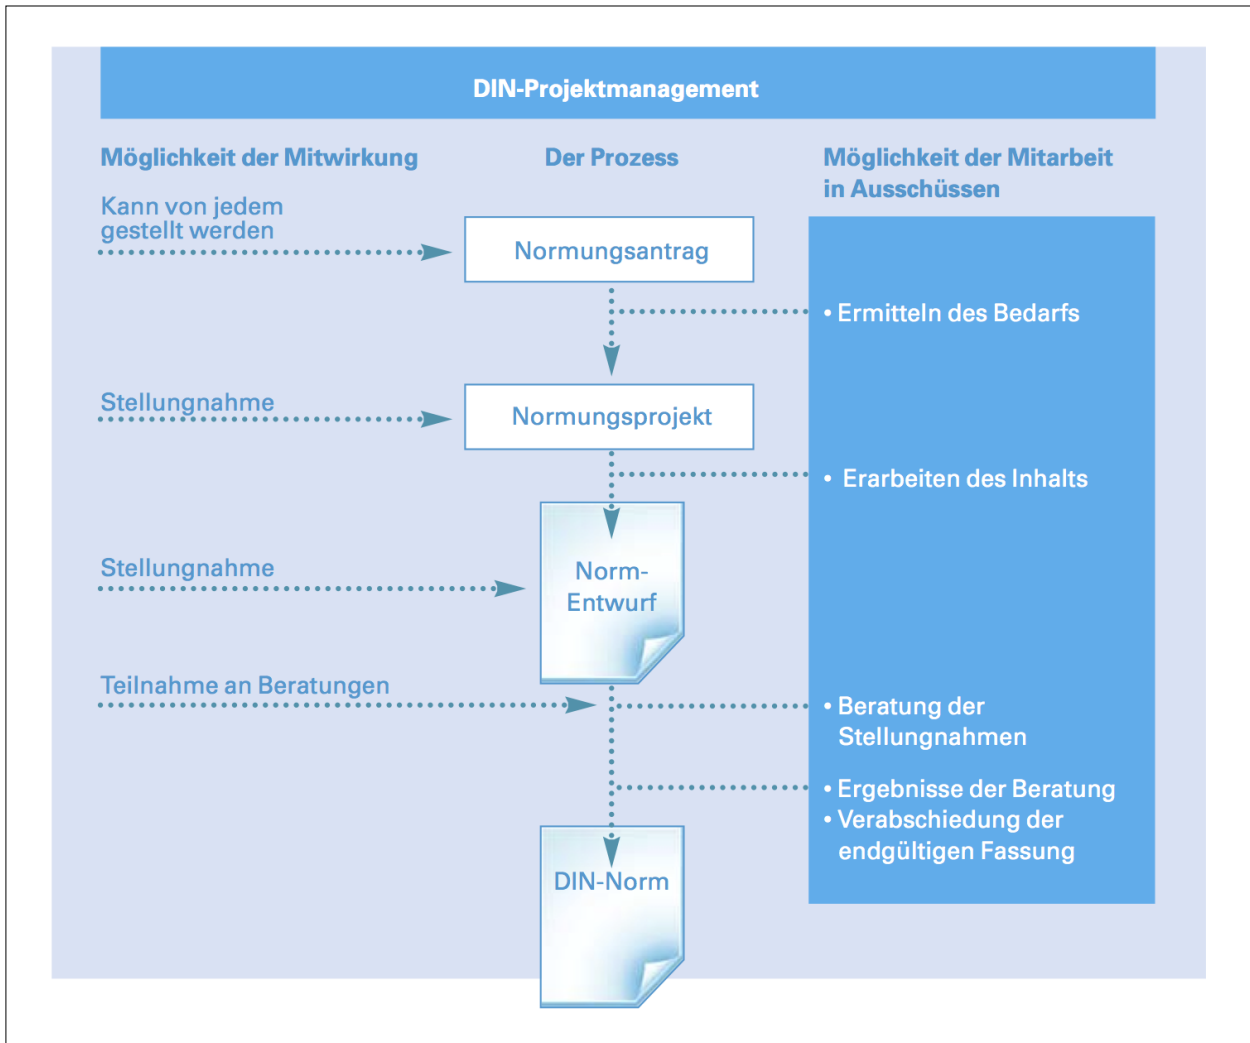 DIN-Projektmanagement
Möglichkeit der Mitwirkung
Der Prozess
Möglichkeit der Mitarbeit
in Ausschüssen
Kann von jedem
gestellt werden
Normungsantrag
• Ermitteln des Bedarfs
Stellungnahme
Normungsprojekt
• Erarbeiten des Inhalts
Stellungnahme
Norm-
Entwurf
Teilnahme an Beratungen
• Beratung der
Stellungnahmen
• Ergebnisse der Beratung
• Verabschiedung der
endgültigen Fassung
DIN-Norm